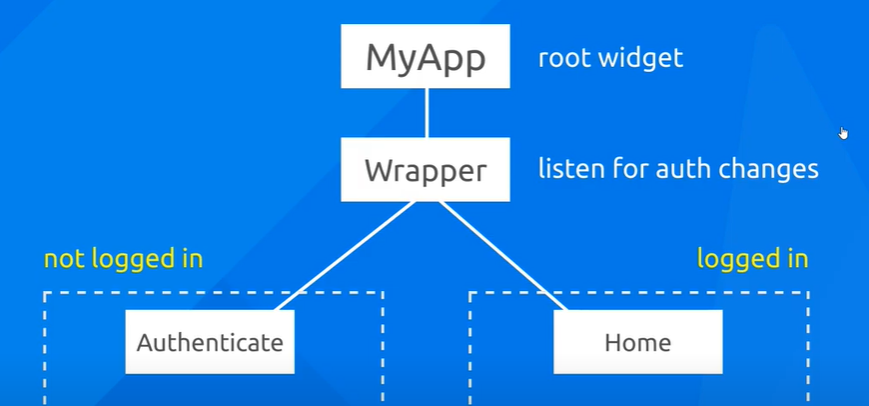 MyApp
root widget
Wrapper
listen for auth changes
not logged in
logged in
Authenticate
Home